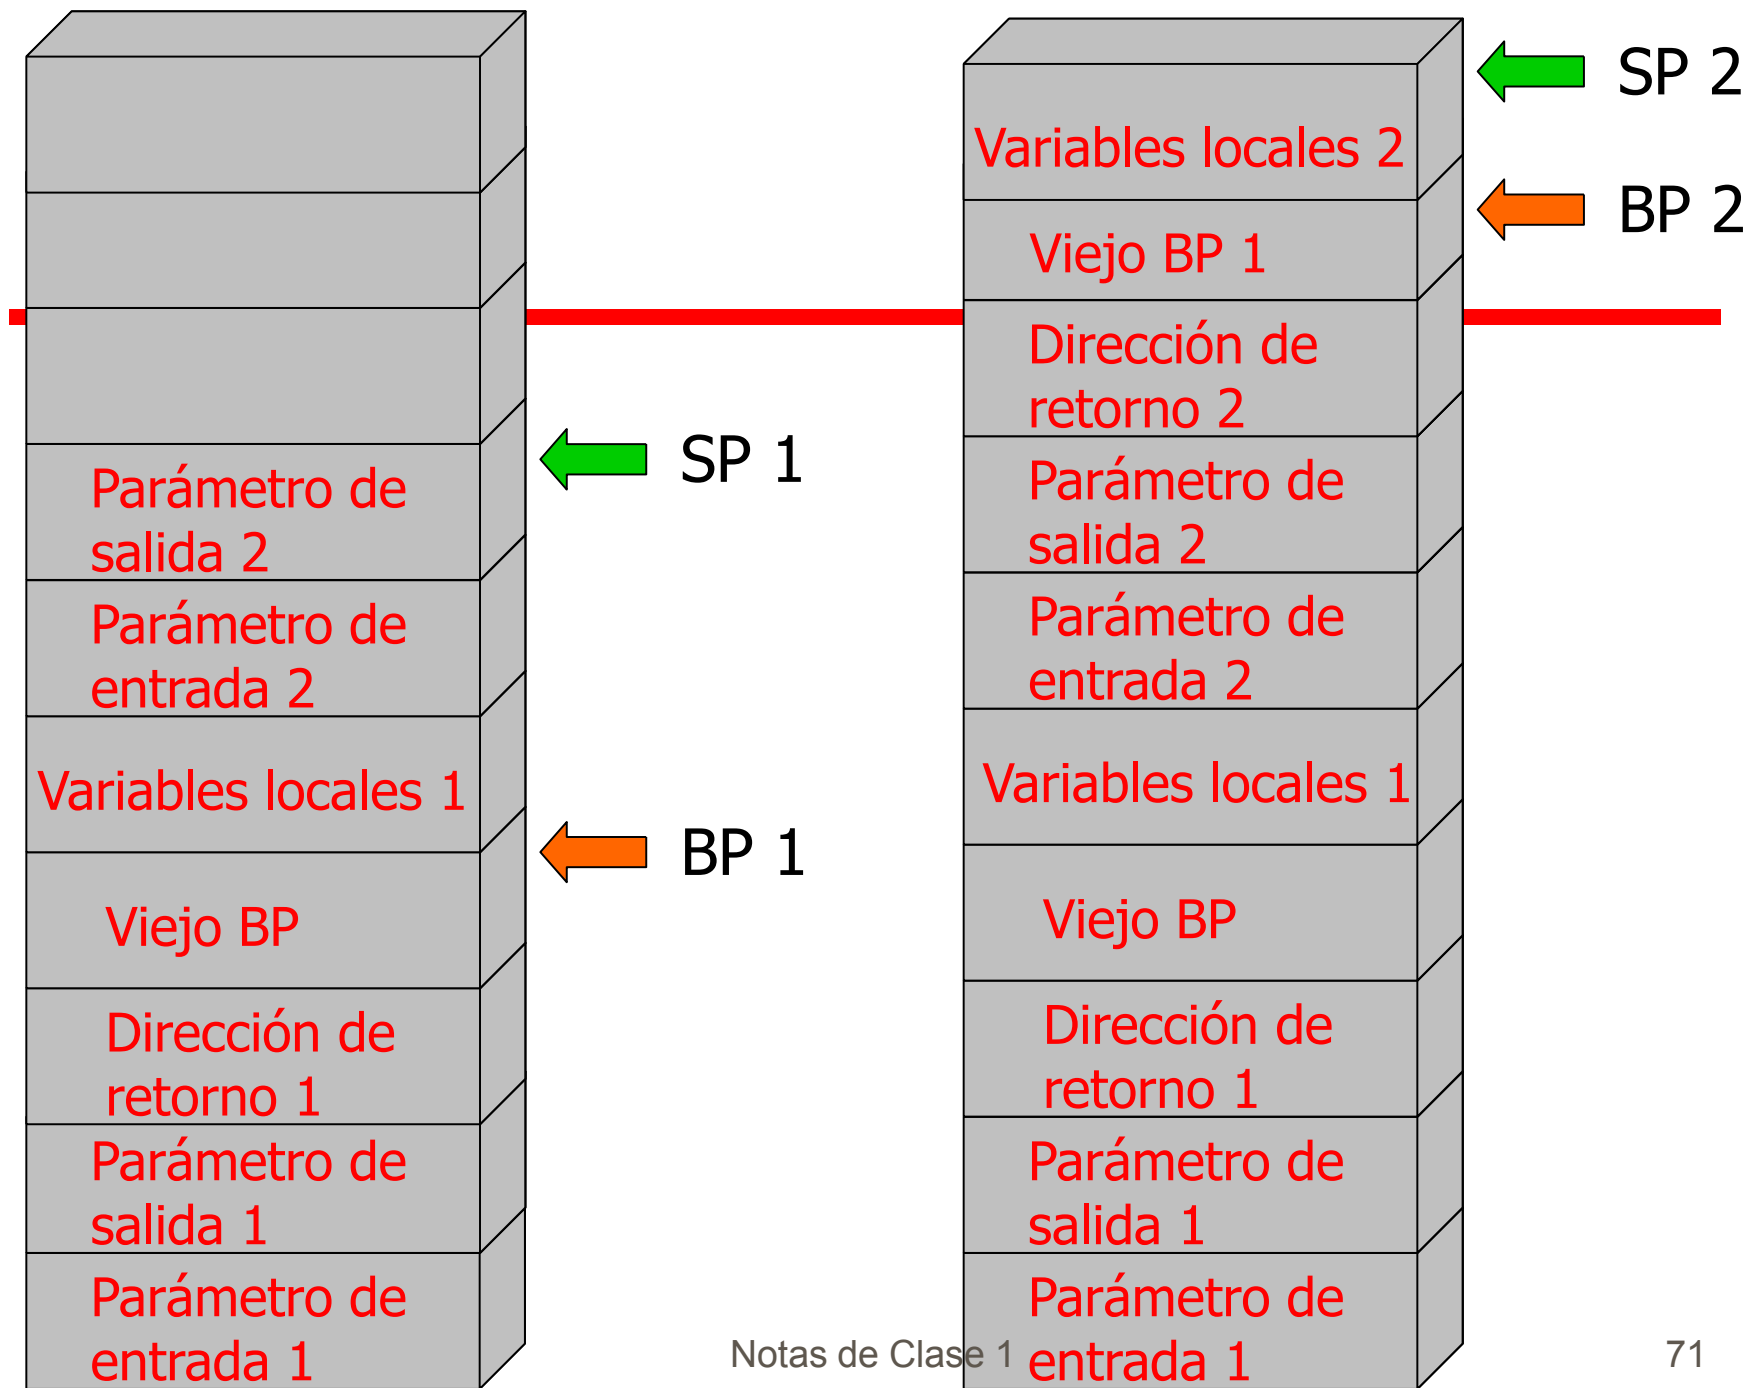 Parámetro de
salida 2
Parámetro de
entrada 2
Variables locales 1
Viejo BP
Dirección de
retorno 1
Parámetro de
salida 1
Parámetro de
entrada 1
SP 1
BP 1
Variables locales 2
Viejo BP 1
Dirección de
retorno 2
Parámetro de
salida 2
Parámetro de
entrada 2
Variables locales 1
Viejo BP
Dirección de
retorno 1
Parámetro de
salida 1
Parámetro de
entrada 1
SP 2
BP 2
Notas de Clase 1
71